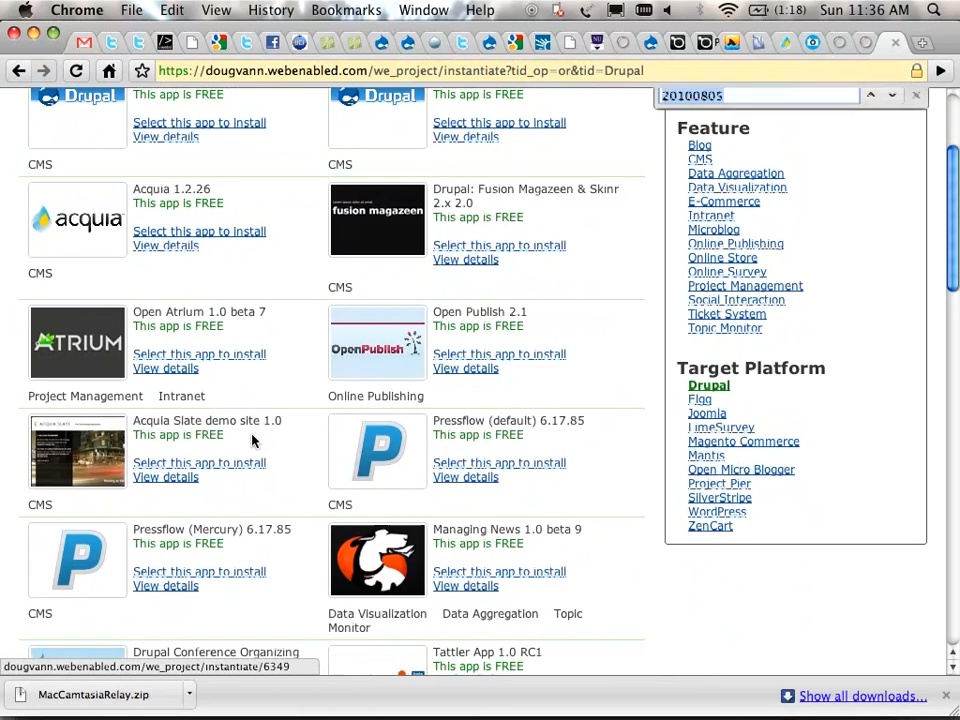 Chrome File Edit View History Bookmarks Window Help (1:18) Sun 11:36 AM
https://dougvann.webenabled.com/we_project/instantiate?tid_op=or&tid=Drupal
20100805
Drupal
This app is FREE
Select this app to install
View details
CMS
Drupal
This app is FREE
Select this app to install
View details
CMS
acquia
Acquia 1.2.26
This app is FREE
Select this app to install
View details
CMS
fusion magazeen
Drupal: Fusion Magazeen & Skinr
2.x 2.0
This app is FREE
Select this app to install
View details
CMS
ATRIUM
Open Atrium 1.0 beta 7
This app is FREE
Select this app to install
View details
Project Management Intranet
OpenPublish
Open Publish 2.1
This app is FREE
Select this app to install
View details
Online Publishing
Acquia Slate demo site 1.0
This app is FREE
Select this app to install
View details
CMS
P
Pressflow (default) 6.17.85
This app is FREE
Select this app to install
View details
CMS
P
Pressflow (Mercury) 6.17.85
This app is FREE
Select this app to install
View details
CMS
Managing News 1.0 beta 9
This app is FREE
Select this app to install
View details
Data Visualization Data Aggregation Topic
Monitor
Drupal Conference Organizing
Tattler App 1.0 RC1
This app is FREE
Feature
Blog
CMS
Data Aggregation
Data Visualization
E-Commerce
Intranet
Microblog
Online Publishing
Online Store
Online Survey
Project Management
Social Interaction
Ticket System
Topic Monitor
Target Platform
Drupal
Elgg
Joomla
LimeSurvey
Magento Commerce
Mantis
Open Micro Blogger
Project Pier
SilverStripe
WordPress
ZenCart
dougvann.webenabled.com/we_project/instantiate/6349
MacCamtasiaRelay.zip
Show all downloads...